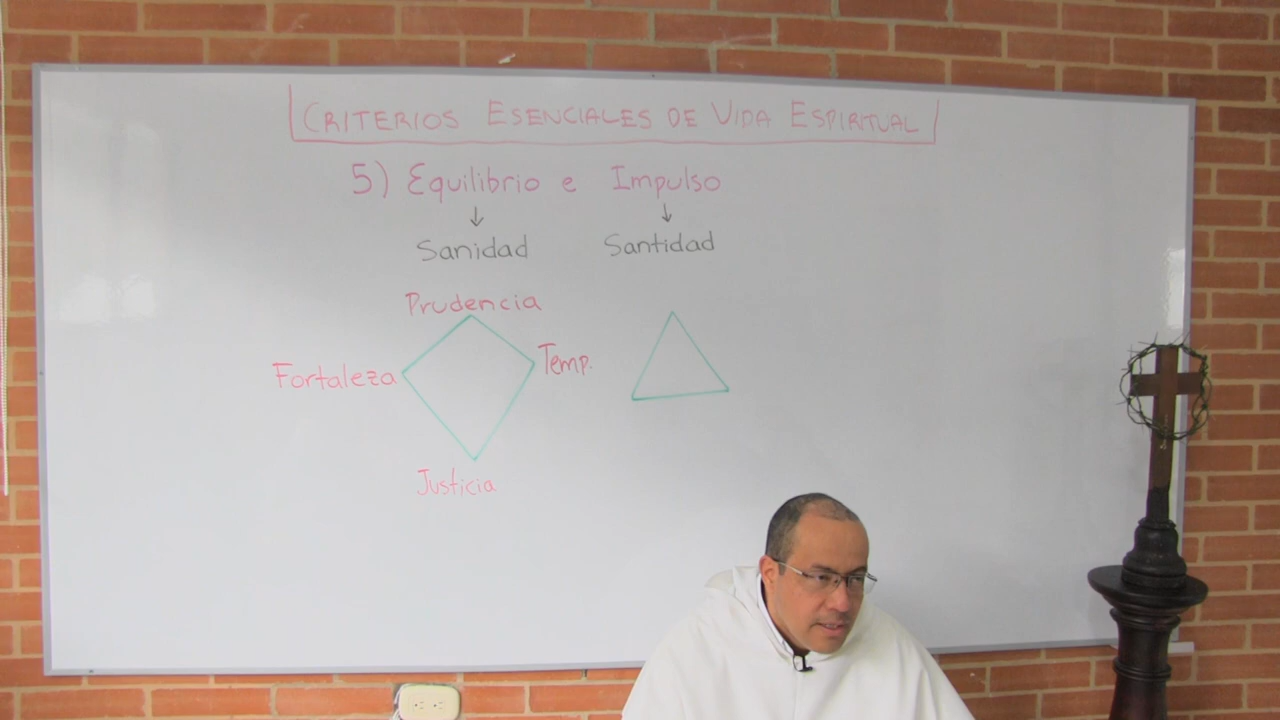 CRITERIOS ESENCIALES DE VIDA ESPIRITUAL
5) Equilibrio e Impulso
↓ ↓
Sanidad Santidad
Prudencia
Fortaleza Temp.
Justicia